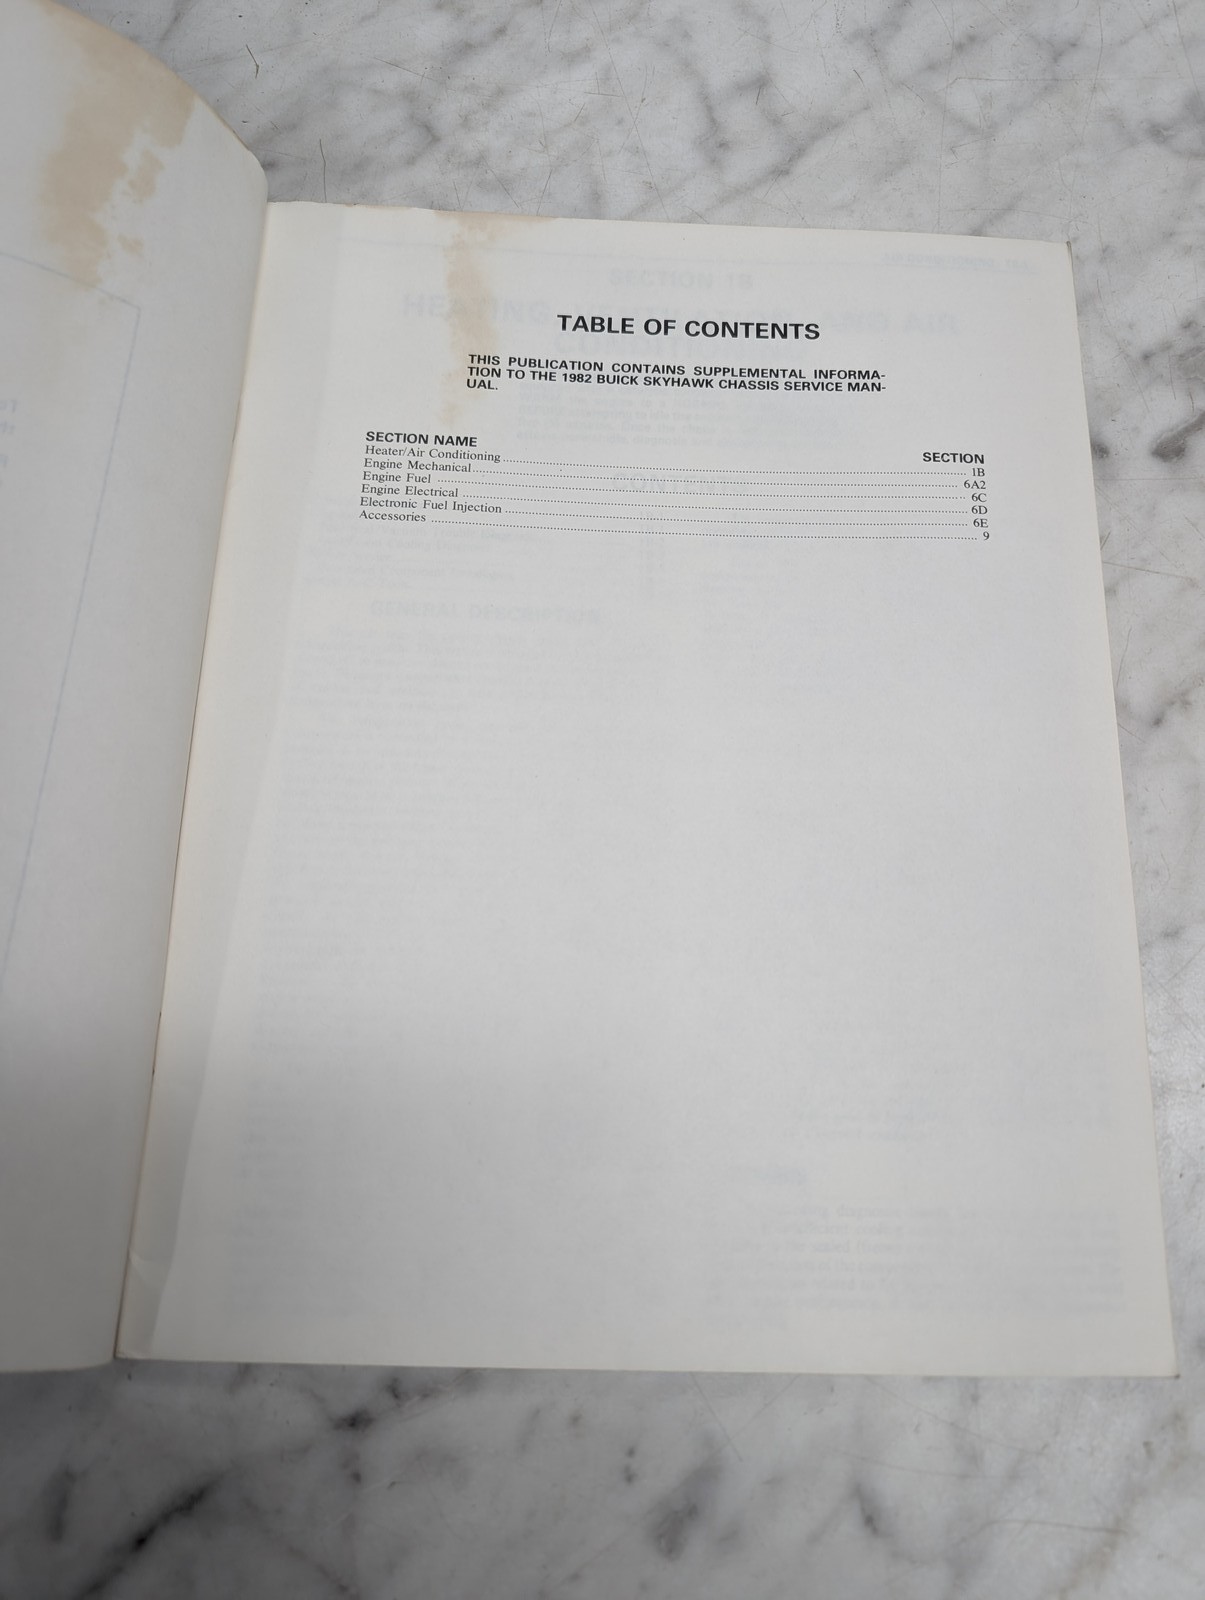 TABLE OF CONTENTS
THIS PUBLICATION CONTAINS SUPPLEMENTAL INFORMA-
TION TO THE 1982 BUICK SKYHAWK CHASSIS SERVICE MAN-
UAL.
SECTION NAME SECTION
Heater/Air Conditioning 1B
Engine Mechanical 6A2
Engine Fuel 6C
Engine Electrical 6D
Electronic Fuel Injection 6E
Accessories 9